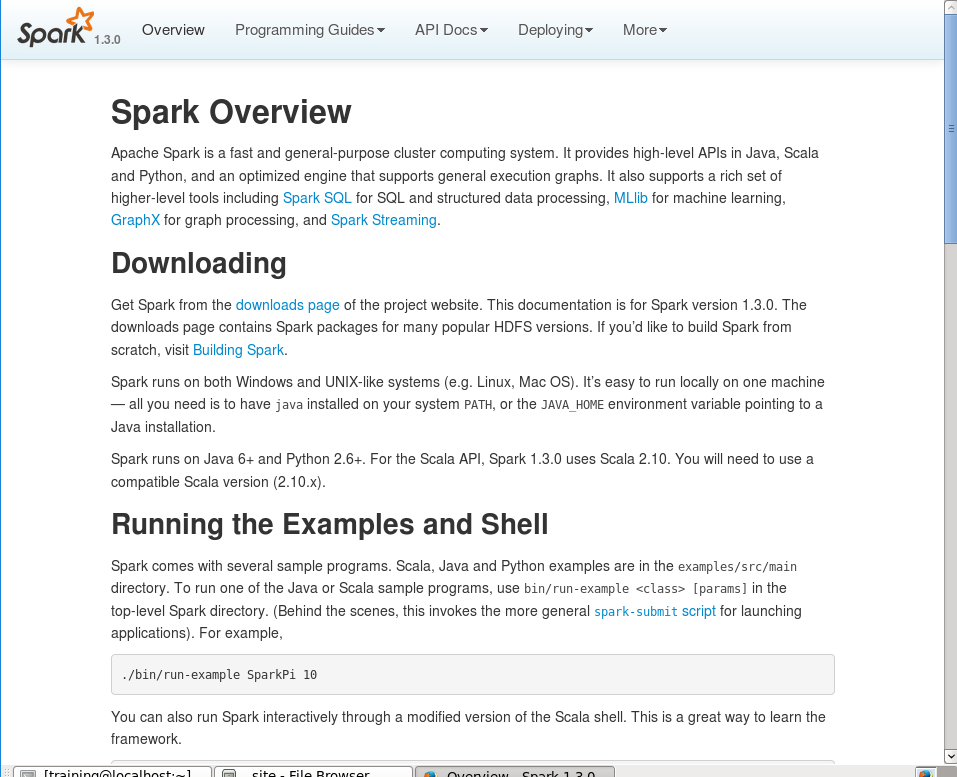 Spark 1.3.0 Overview Programming Guides API Docs Deploying More
Spark Overview
Apache Spark is a fast and general-purpose cluster computing system. It provides high-level APIs in Java, Scala
and Python, and an optimized engine that supports general execution graphs. It also supports a rich set of
higher-level tools including Spark SQL for SQL and structured data processing, MLlib for machine learning,
GraphX for graph processing, and Spark Streaming.
Downloading
Get Spark from the downloads page of the project website. This documentation is for Spark version 1.3.0. The
downloads page contains Spark packages for many popular HDFS versions. If you’d like to build Spark from
scratch, visit Building Spark.
Spark runs on both Windows and UNIX-like systems (e.g. Linux, Mac OS). It’s easy to run locally on one machine
— all you need is to have java installed on your system PATH, or the JAVA_HOME environment variable pointing to a
Java installation.
Spark runs on Java 6+ and Python 2.6+. For the Scala API, Spark 1.3.0 uses Scala 2.10. You will need to use a
compatible Scala version (2.10.x).
Running the Examples and Shell
Spark comes with several sample programs. Scala, Java and Python examples are in the examples/src/main
directory. To run one of the Java or Scala sample programs, use bin/run-example <class> [params] in the
top-level Spark directory. (Behind the scenes, this invokes the more general spark-submit script for launching
applications). For example,
./bin/run-example SparkPi 10
You can also run Spark interactively through a modified version of the Scala shell. This is a great way to learn the
framework.
[training@localhost:~] site - File Browser Overview - Spark 1.3.0